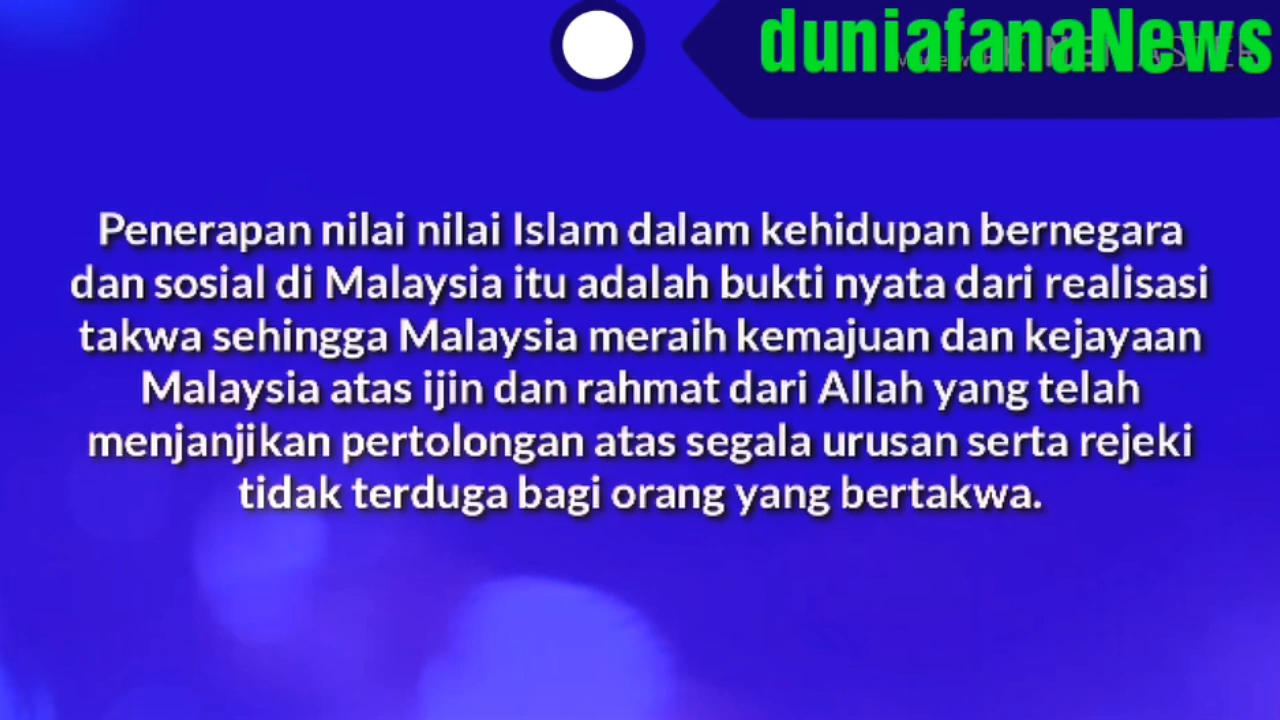 duniafanaNews
Penerapan nilai nilai Islam dalam kehidupan bernegara
dan sosial di Malaysia itu adalah bukti nyata dari realisasi
takwa sehingga Malaysia meraih kemajuan dan kejayaan
Malaysia atas ijin dan rahmat dari Allah yang telah
menjanjikan pertolongan atas segala urusan serta rejeki
tidak terduga bagi orang yang bertakwa.